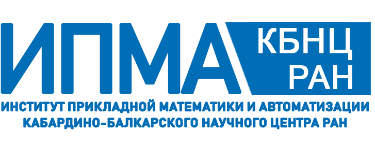 ИПМА КБНЦ
РАН
ИНСТИТУТ ПРИКЛАДНОЙ МАТЕМАТИКИ И АВТОМАТИЗАЦИИ
КАБАРДИНО-БАЛКАРСКОГО НАУЧНОГО ЦЕНТРА РАН